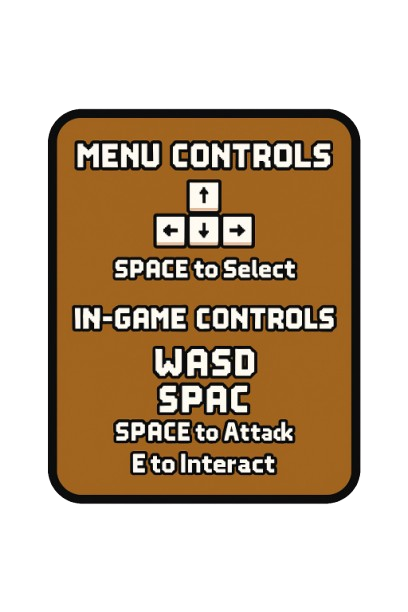 MENU CONTROLS
↑
← ↓ →
SPACE to Select
IN-GAME CONTROLS
WASD
SPAC
SPACE to Attack
E to Interact